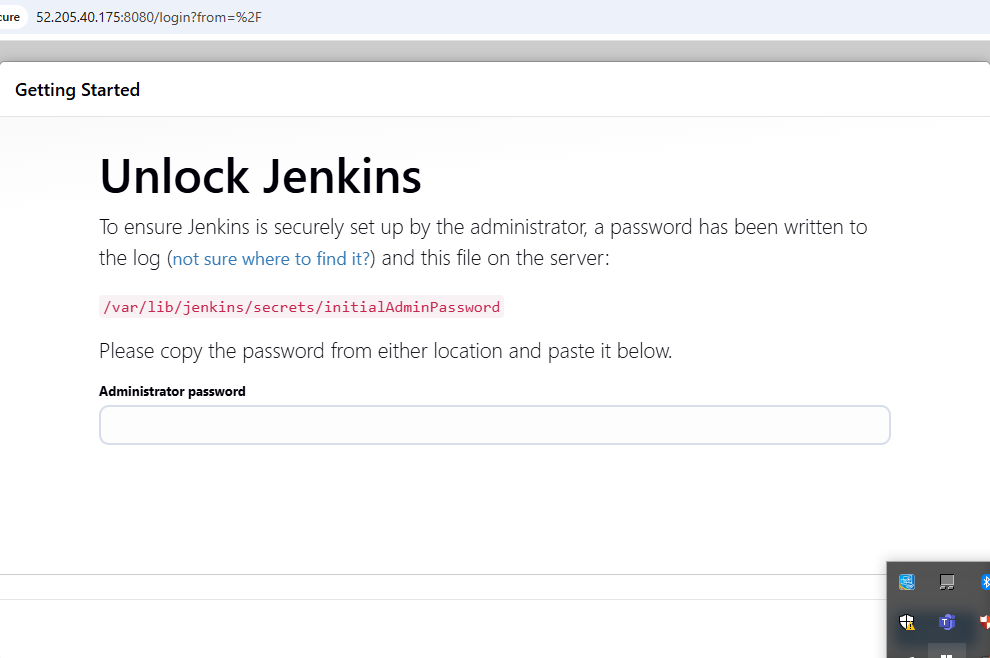 cure 52.205.40.175:8080/login?from=%2F
Getting Started
Unlock Jenkins
To ensure Jenkins is securely set up by the administrator, a password has been written to
the log (not sure where to find it?) and this file on the server:
/var/lib/jenkins/secrets/initialAdminPassword
Please copy the password from either location and paste it below.
Administrator password